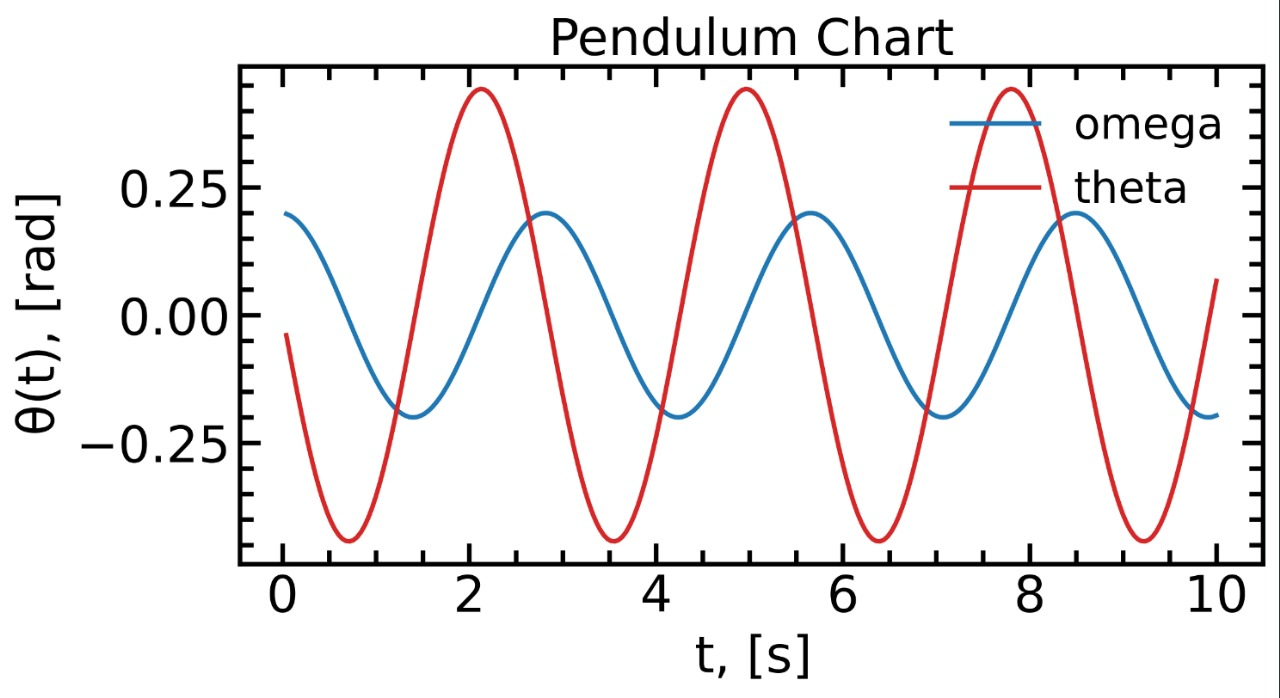 Pendulum Chart
omega
theta
0.25
0.00
−0.25
θ(t), [rad]
0 2 4 6 8 10
t, [s]